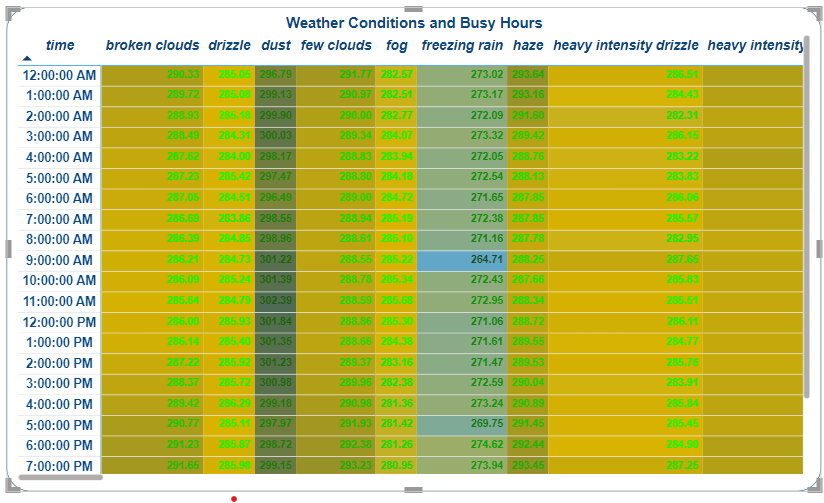 Weather Conditions and Busy Hours
time broken clouds drizzle dust few clouds fog freezing rain haze heavy intensity drizzle heavy intensity
12:00:00 AM 290.33 285.05 296.79 291.77 282.57 273.02 293.64 286.51
1:00:00 AM 289.72 285.08 299.13 290.97 282.51 273.17 293.16 284.43
2:00:00 AM 288.93 285.18 299.90 290.00 282.77 272.09 291.60 282.31
3:00:00 AM 288.49 284.31 300.03 289.34 284.07 273.32 289.42 286.15
4:00:00 AM 287.62 284.00 298.17 288.83 283.94 272.05 288.76 283.22
5:00:00 AM 287.23 285.42 297.47 288.80 284.18 272.54 288.13 283.83
6:00:00 AM 287.05 284.51 296.49 289.00 284.72 271.65 287.85 286.06
7:00:00 AM 286.69 283.86 298.55 288.94 285.19 272.38 287.85 285.57
8:00:00 AM 286.39 284.85 298.96 288.61 285.10 271.16 287.78 282.95
9:00:00 AM 286.21 284.73 301.22 288.55 285.22 264.71 288.25 287.65
10:00:00 AM 286.09 285.24 301.39 288.78 285.34 272.43 287.66 285.83
11:00:00 AM 285.64 284.79 302.39 288.59 285.68 272.95 288.34 285.51
12:00:00 PM 286.00 285.93 301.84 288.86 285.30 271.06 288.72 286.11
1:00:00 PM 286.14 285.40 301.35 288.66 284.38 271.61 289.55 284.77
2:00:00 PM 287.22 285.92 301.23 289.37 283.16 271.47 289.53 285.76
3:00:00 PM 288.37 285.72 300.98 289.96 282.38 272.59 290.04 283.91
4:00:00 PM 289.42 286.29 299.18 290.98 281.36 273.24 290.89 285.84
5:00:00 PM 290.77 285.11 297.97 291.93 281.42 269.75 291.45 285.45
6:00:00 PM 291.23 285.87 298.72 292.38 281.26 274.62 292.44 284.90
7:00:00 PM 291.65 285.98 299.15 293.23 280.95 273.94 293.45 287.25